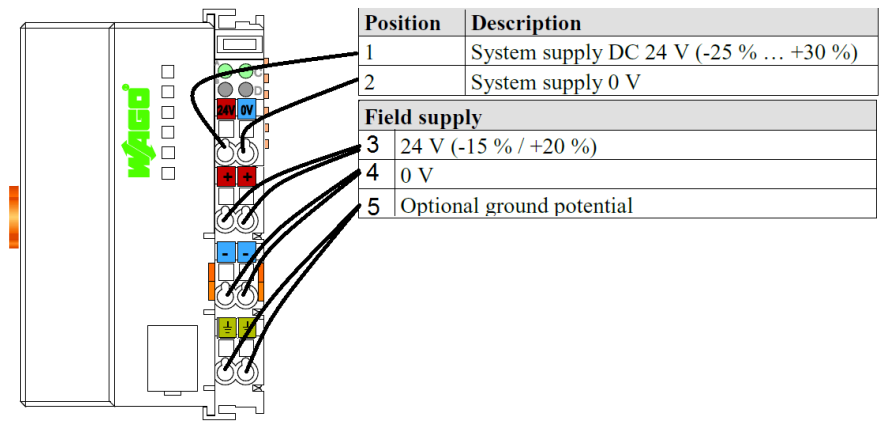 Position Description
1 System supply DC 24 V (-25 % … +30 %)
2 System supply 0 V
Field supply
3 24 V (-15 % / +20 %)
4 0 V
5 Optional ground potential
WAGO
C
D
24V 0V
+ +
- -